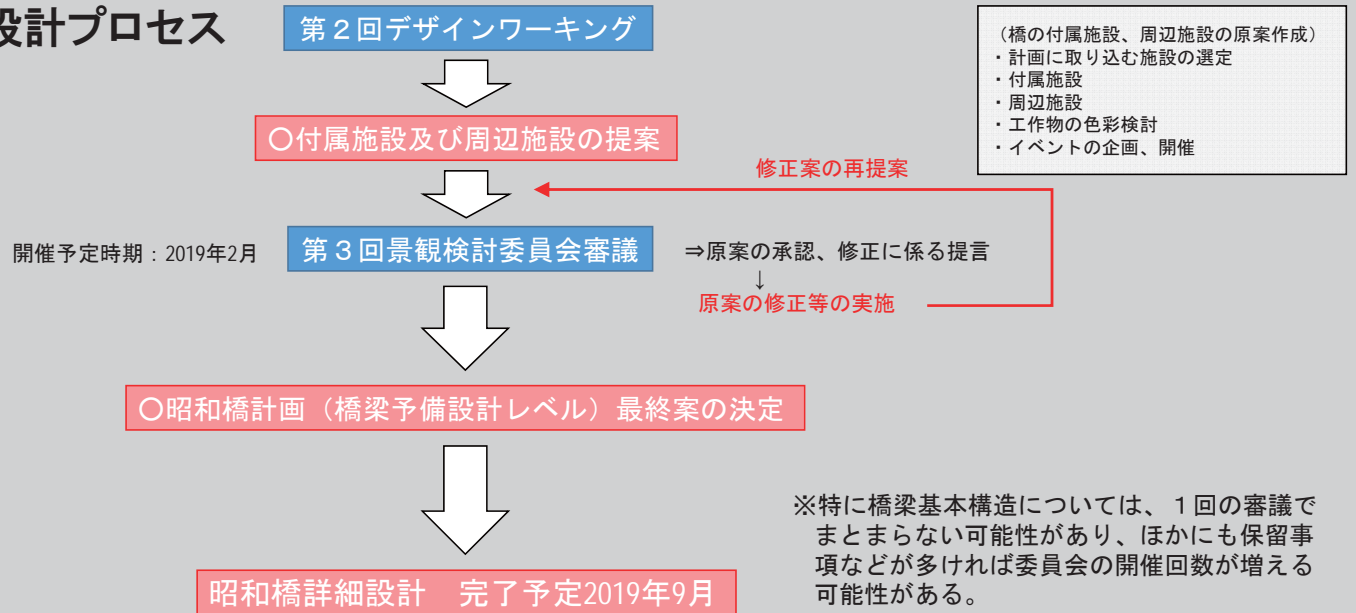 設計プロセス
第２回デザインワーキング
（橋の付属施設、周辺施設の原案作成）
・計画に取り込む施設の選定
・付属施設
・周辺施設
・工作物の色彩検討
・イベントの企画、開催
〇付属施設及び周辺施設の提案
修正案の再提案
開催予定時期：2019年2月
第３回景観検討委員会審議
⇒原案の承認、修正に係る提言
↓
原案の修正等の実施
〇昭和橋計画（橋梁予備設計レベル）最終案の決定
※特に橋梁基本構造については、１回の審議で
まとまらない可能性があり、ほかにも保留事
項などが多ければ委員会の開催回数が増える
可能性がある。
昭和橋詳細設計　完了予定2019年9月